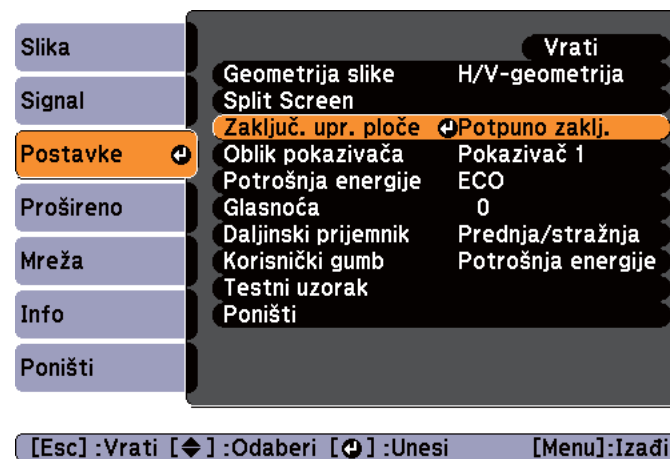 Slika
Signal
Postavke
Prošireno
Mreža
Info
Poništi
Vrati
Geometrija slike H/V-geometrija
Split Screen
Zaključ. upr. ploče Potpuno zaklj.
Oblik pokazivača Pokazivač 1
Potrošnja energije ECO
Glasnoća 0
Daljinski prijemnik Prednja/stražnja
Korisnički gumb Potrošnja energije
Testni uzorak
Poništi
[Esc] :Vrati [] :Odaberi [] :Unesi [Menu]:Izađi